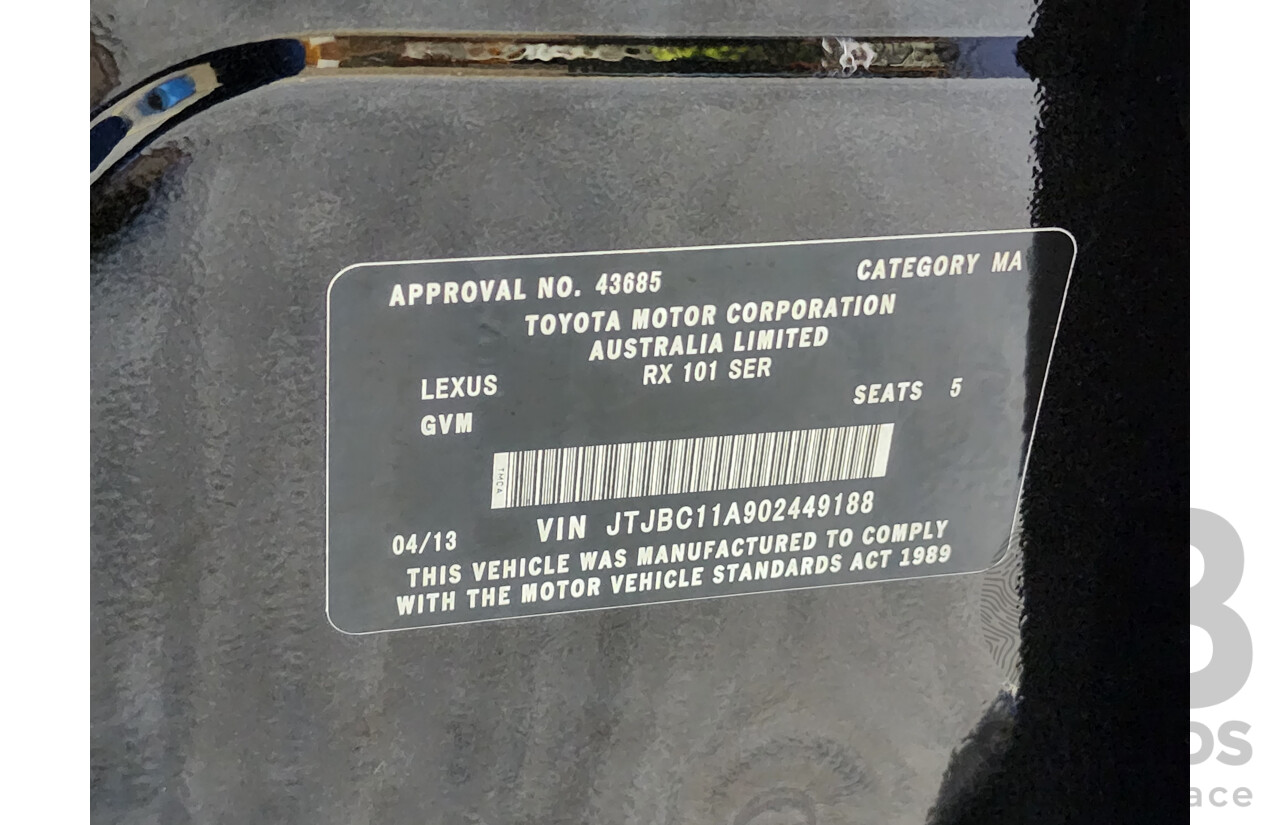 APPROVAL NO. 43685 CATEGORY MA
TOYOTA MOTOR CORPORATION
AUSTRALIA LIMITED
RX 101 SER
LEXUS SEATS 5
GVM
TMCA
04/13 VIN JTJBC11A902449188
THIS VEHICLE WAS MANUFACTURED TO COMPLY
WITH THE MOTOR VEHICLE STANDARDS ACT 1989